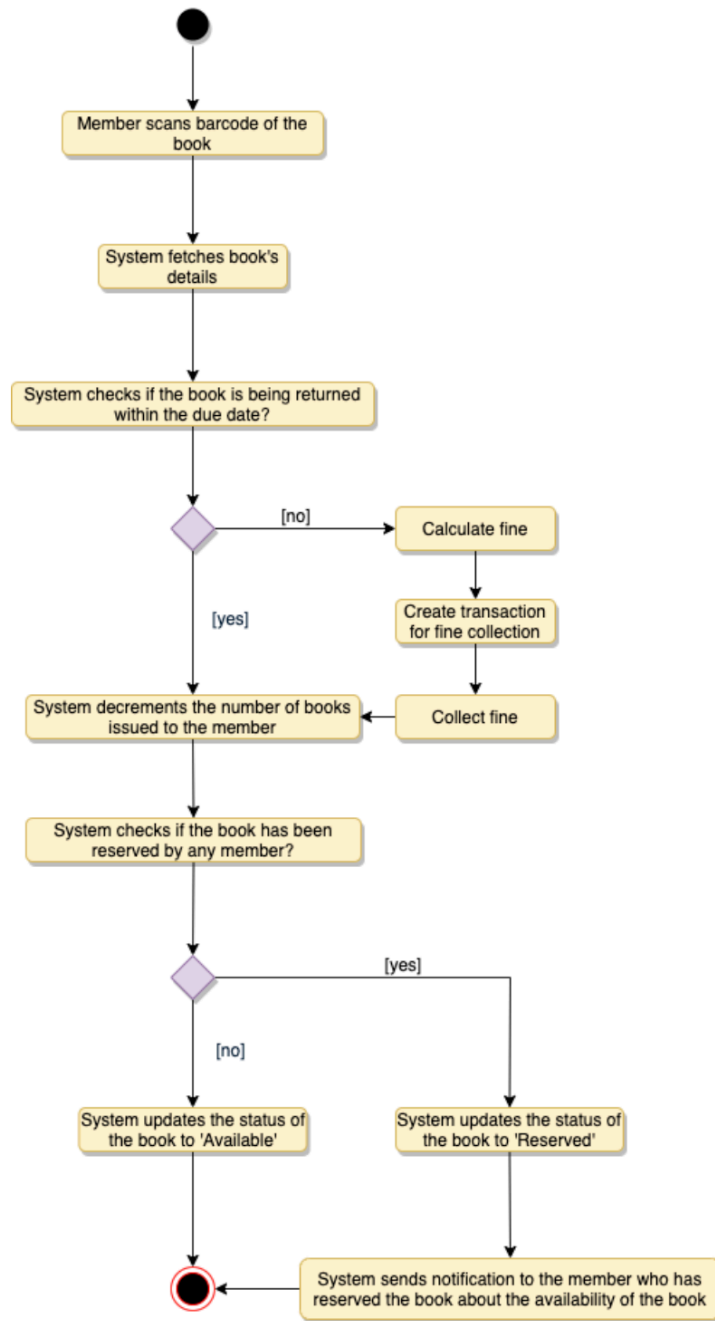 Member scans barcode of the
book
System fetches book's
details
System checks if the book is being returned
within the due date?
[no]
Calculate fine
[yes]
Create transaction
for fine collection
System decrements the number of books
issued to the member
Collect fine
System checks if the book has been
reserved by any member?
[yes]
[no]
System updates the status of
the book to 'Available'
System updates the status of
the book to 'Reserved'
System sends notification to the member who has
reserved the book about the availability of the book